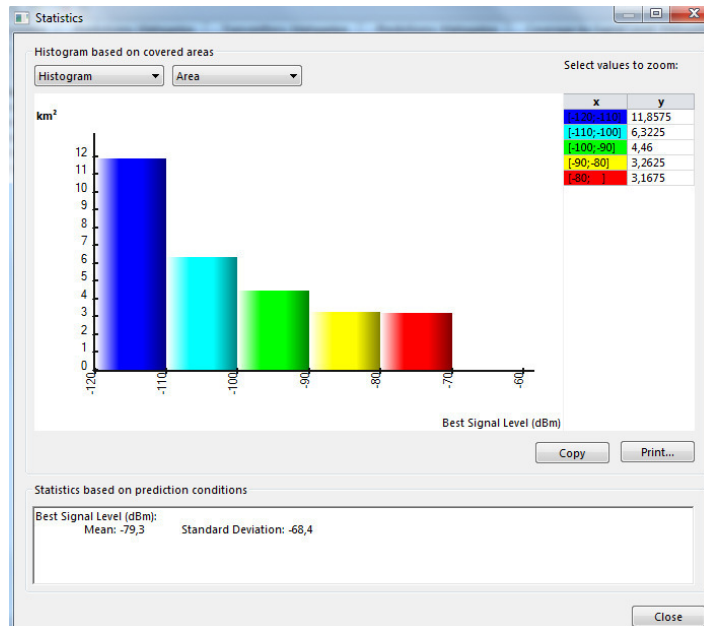 Statistics
Histogram based on covered areas
Histogram
Area
Select values to zoom:
km²
x y
[-120;-110] 11,8575
[-110;-100] 6,3225
[-100;-90] 4,46
[-90;-80] 3,2625
[-80; ] 3,1675
12
11
10
9
8
7
6
5
4
3
2
1
0
-120 -110 -100 -90 -80 -70 -60
Best Signal Level (dBm)
Copy Print...
Statistics based on prediction conditions
Best Signal Level (dBm):
Mean: -79,3 Standard Deviation: -68,4
Close